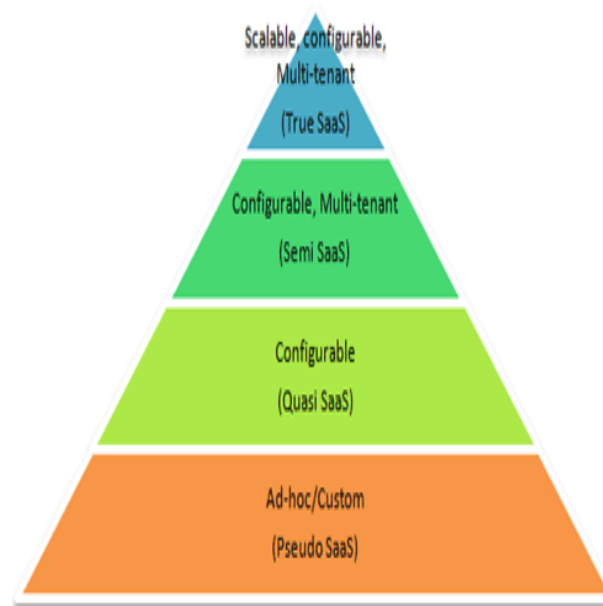 Scalable, configurable,
Multi-tenant
(True SaaS)
Configurable, Multi-tenant
(Semi SaaS)
Configurable
(Quasi SaaS)
Ad-hoc/Custom
(Pseudo SaaS)